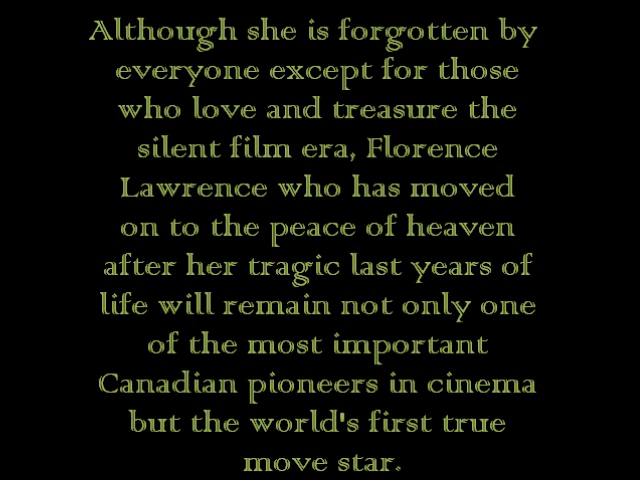 Although she is forgotten by
everyone except for those
who love and treasure the
silent film era, Florence
Lawrence who has moved
on to the peace of heaven
after her tragic last years of
life will remain not only one
of the most important
Canadian pioneers in cinema
but the world's first true
move star.